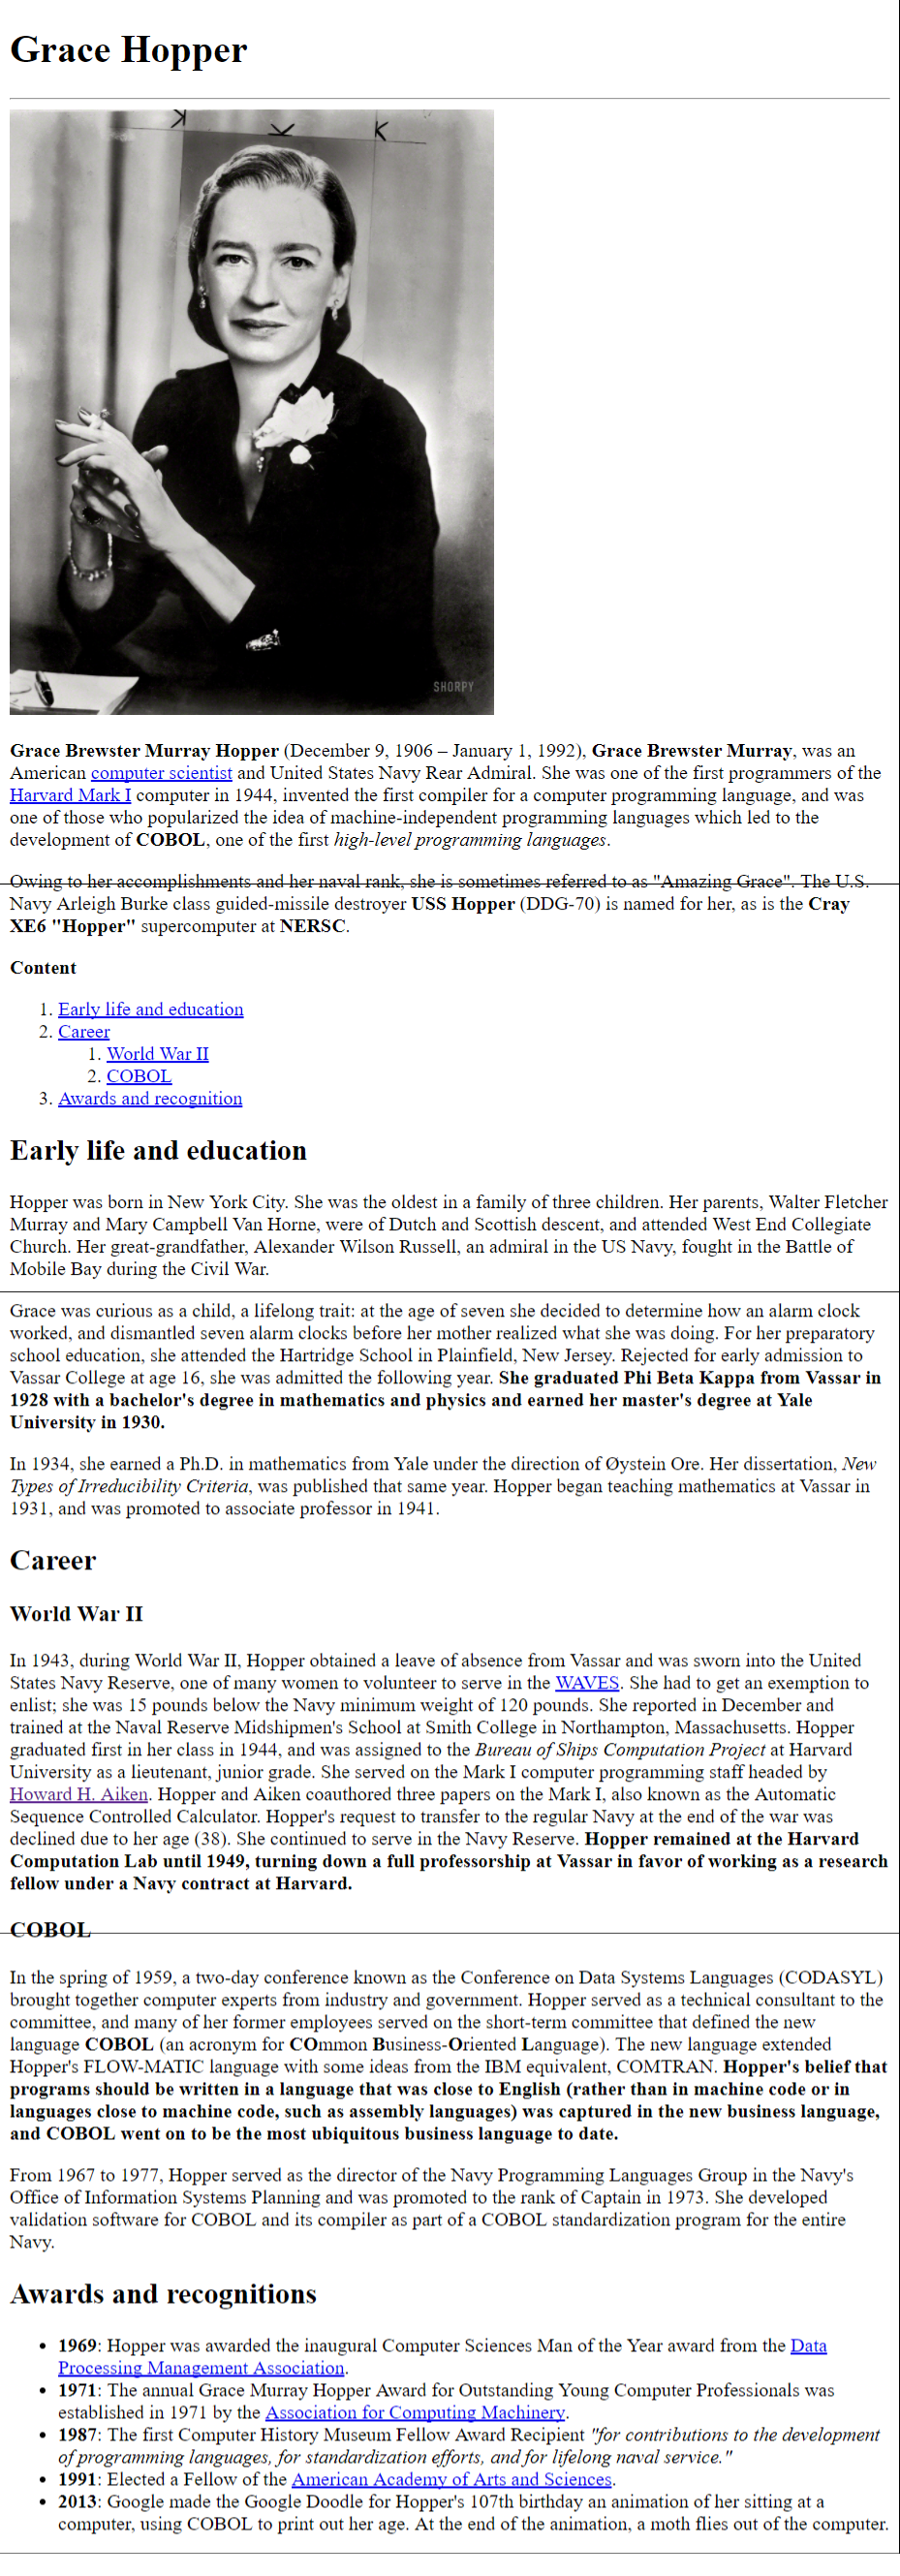 Grace Hopper
K
K
K
SHORPY
Grace Brewster Murray Hopper (December 9, 1906 – January 1, 1992), Grace Brewster Murray, was an
American computer scientist and United States Navy Rear Admiral. She was one of the first programmers of the
Harvard Mark I computer in 1944, invented the first compiler for a computer programming language, and was
one of those who popularized the idea of machine-independent programming languages which led to the
development of COBOL, one of the first high-level programming languages.
Owing to her accomplishments and her naval rank, she is sometimes referred to as "Amazing Grace". The U.S.
Navy Arleigh Burke class guided-missile destroyer USS Hopper (DDG-70) is named for her, as is the Cray
XE6 "Hopper" supercomputer at NERSC.
Content
1. Early life and education
2. Career
1. World War II
2. COBOL
3. Awards and recognition
Early life and education
Hopper was born in New York City. She was the oldest in a family of three children. Her parents, Walter Fletcher
Murray and Mary Campbell Van Horne, were of Dutch and Scottish descent, and attended West End Collegiate
Church. Her great-grandfather, Alexander Wilson Russell, an admiral in the US Navy, fought in the Battle of
Mobile Bay during the Civil War.
Grace was curious as a child, a lifelong trait: at the age of seven she decided to determine how an alarm clock
worked, and dismantled seven alarm clocks before her mother realized what she was doing. For her preparatory
school education, she attended the Hartridge School in Plainfield, New Jersey. Rejected for early admission to
Vassar College at age 16, she was admitted the following year. She graduated Phi Beta Kappa from Vassar in
1928 with a bachelor's degree in mathematics and physics and earned her master's degree at Yale
University in 1930.
In 1934, she earned a Ph.D. in mathematics from Yale under the direction of Øystein Ore. Her dissertation, New
Types of Irreducibility Criteria, was published that same year. Hopper began teaching mathematics at Vassar in
1931, and was promoted to associate professor in 1941.
Career
World War II
In 1943, during World War II, Hopper obtained a leave of absence from Vassar and was sworn into the United
States Navy Reserve, one of many women to volunteer to serve in the WAVES. She had to get an exemption to
enlist; she was 15 pounds below the Navy minimum weight of 120 pounds. She reported in December and
trained at the Naval Reserve Midshipmen's School at Smith College in Northampton, Massachusetts. Hopper
graduated first in her class in 1944, and was assigned to the Bureau of Ships Computation Project at Harvard
University as a lieutenant, junior grade. She served on the Mark I computer programming staff headed by
Howard H. Aiken. Hopper and Aiken coauthored three papers on the Mark I, also known as the Automatic
Sequence Controlled Calculator. Hopper's request to transfer to the regular Navy at the end of the war was
declined due to her age (38). She continued to serve in the Navy Reserve. Hopper remained at the Harvard
Computation Lab until 1949, turning down a full professorship at Vassar in favor of working as a research
fellow under a Navy contract at Harvard.
COBOL
In the spring of 1959, a two-day conference known as the Conference on Data Systems Languages (CODASYL)
brought together computer experts from industry and government. Hopper served as a technical consultant to the
committee, and many of her former employees served on the short-term committee that defined the new
language COBOL (an acronym for COmmon Business-Oriented Language). The new language extended
Hopper's FLOW-MATIC language with some ideas from the IBM equivalent, COMTRAN. Hopper's belief that
programs should be written in a language that was close to English (rather than in machine code or in
languages close to machine code, such as assembly languages) was captured in the new business language,
and COBOL went on to be the most ubiquitous business language to date.
From 1967 to 1977, Hopper served as the director of the Navy Programming Languages Group in the Navy's
Office of Information Systems Planning and was promoted to the rank of Captain in 1973. She developed
validation software for COBOL and its compiler as part of a COBOL standardization program for the entire
Navy.
Awards and recognitions
• 1969: Hopper was awarded the inaugural Computer Sciences Man of the Year award from the Data
Processing Management Association.
• 1971: The annual Grace Murray Hopper Award for Outstanding Young Computer Professionals was
established in 1971 by the Association for Computing Machinery.
• 1987: The first Computer History Museum Fellow Award Recipient "for contributions to the development
of programming languages, for standardization efforts, and for lifelong naval service."
• 1991: Elected a Fellow of the American Academy of Arts and Sciences.
• 2013: Google made the Google Doodle for Hopper's 107th birthday an animation of her sitting at a
computer, using COBOL to print out her age. At the end of the animation, a moth flies out of the computer.